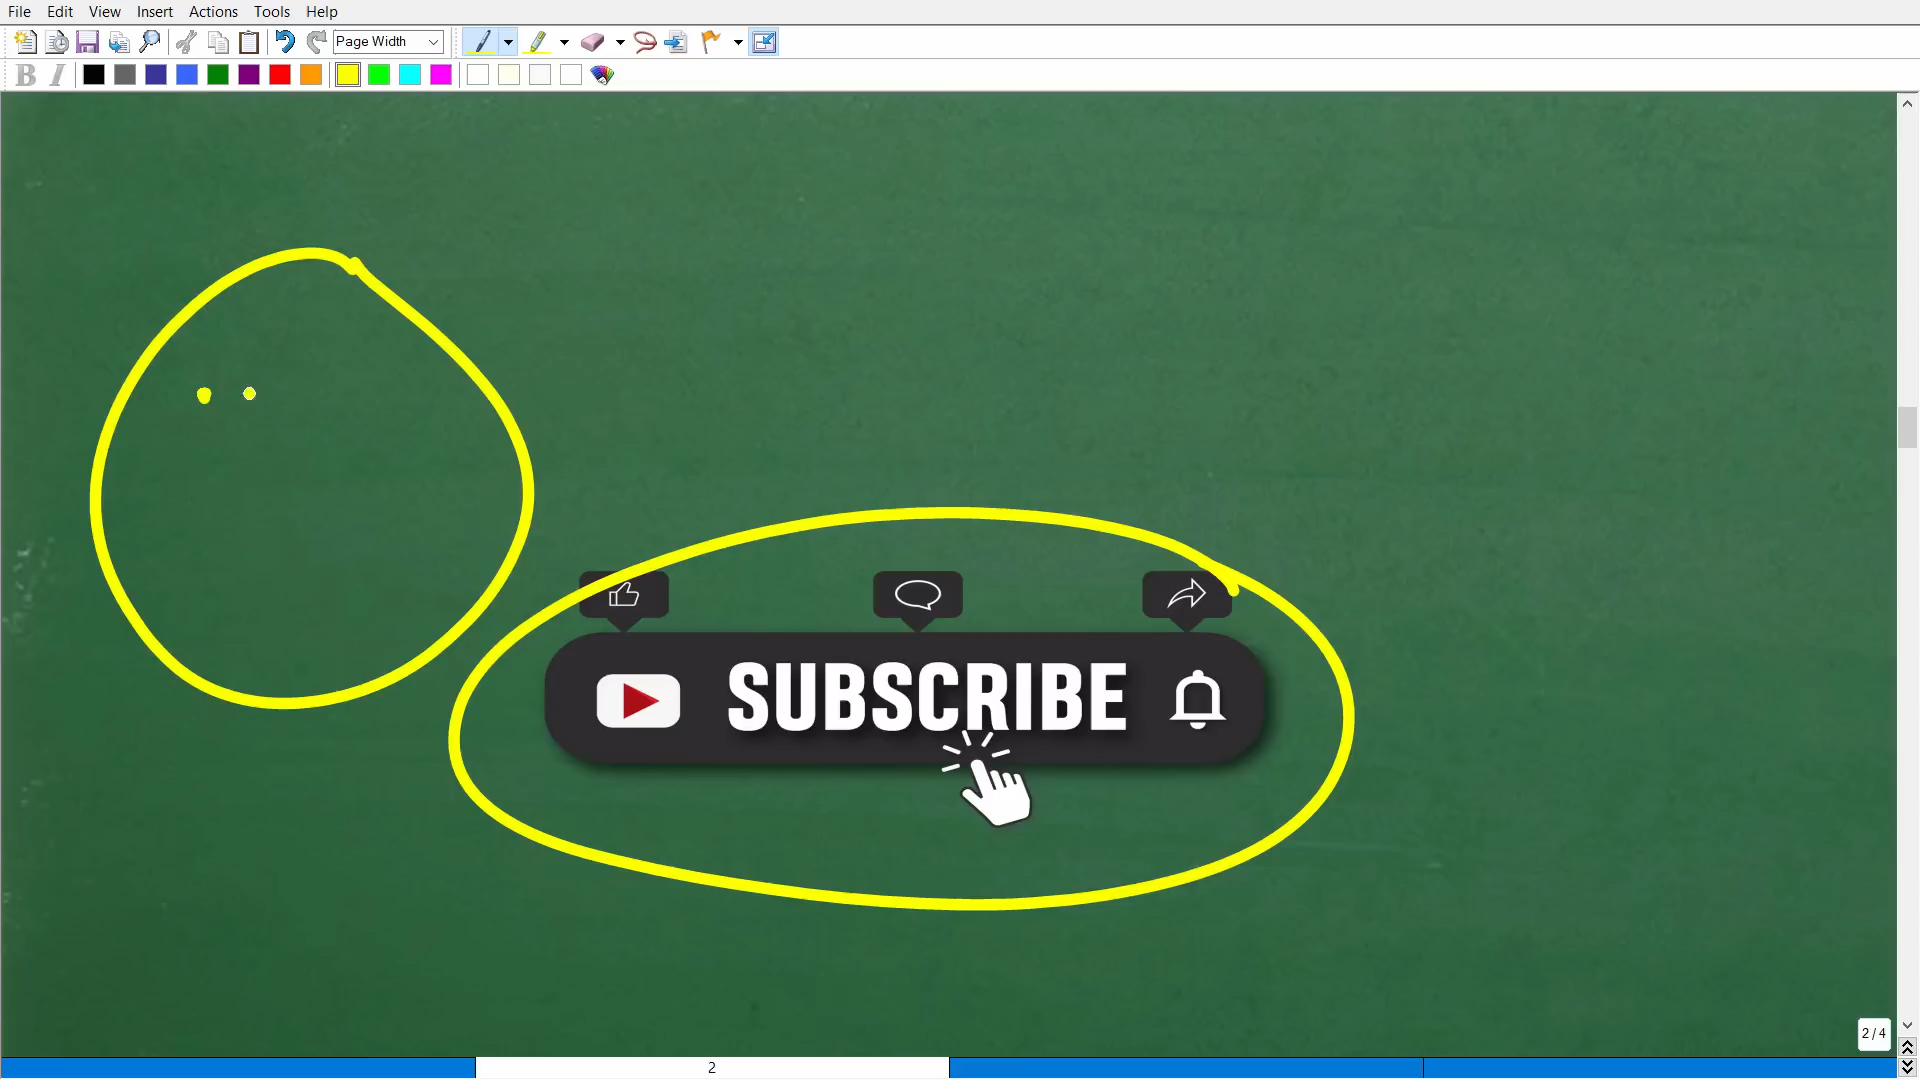 File Edit View Insert Actions Tools Help
Page Width
B I
SUBSCRIBE
2 / 4
2